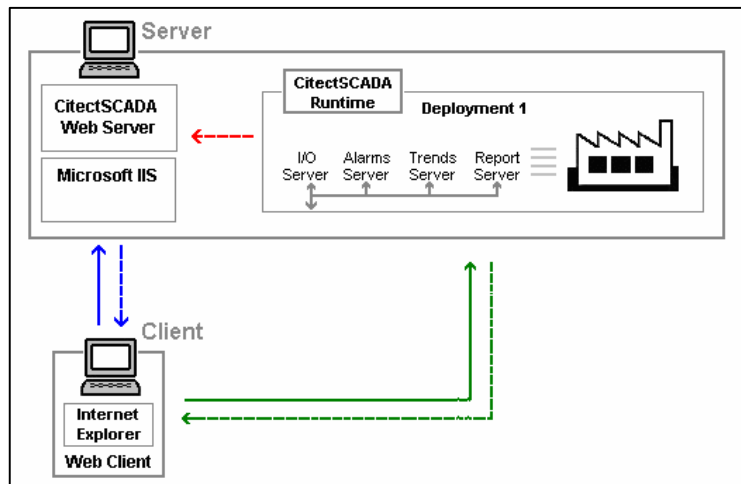 Server
CitectSCADA
Web Server
Microsoft IIS
CitectSCADA
Runtime
Deployment 1
I/O
Server
Alarms
Server
Trends
Server
Report
Server
Client
Internet
Explorer
Web Client